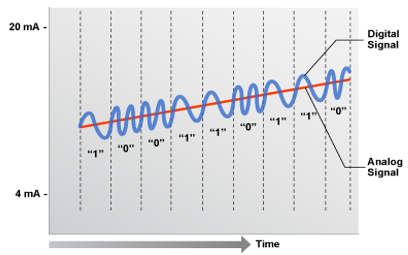 20 mA
Digital
Signal
“1”
“0”
“0”
“1”
“1”
“0”
“1”
“1”
“0”
Analog
Signal
4 mA
Time